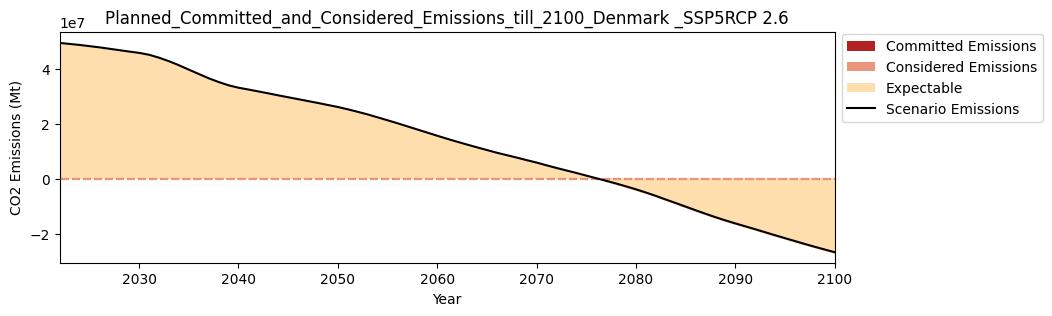 Planned_Committed_and_Considered_Emissions_till_2100_Denmark _SSP5RCP 2.6
1e7
Committed Emissions
Considered Emissions
Expectable
Scenario Emissions
CO2 Emissions (Mt)
4
2
0
−2
2030 2040 2050 2060 2070 2080 2090 2100
Year